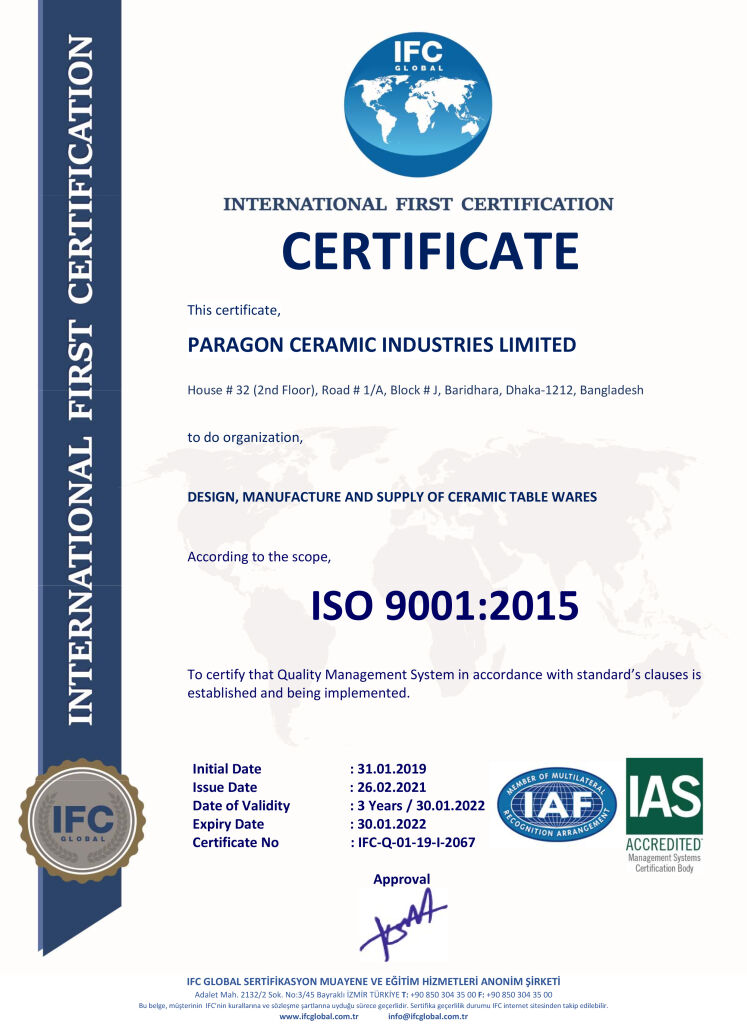 INTERNATIONAL FIRST CERTIFICATION
IFC
GLOBAL
INTERNATIONAL FIRST CERTIFICATION
CERTIFICATE
This certificate,
PARAGON CERAMIC INDUSTRIES LIMITED
House # 32 (2nd Floor), Road # 1/A, Block # J, Baridhara, Dhaka-1212, Bangladesh
to do organization,
DESIGN, MANUFACTURE AND SUPPLY OF CERAMIC TABLE WARES
According to the scope,
ISO 9001:2015
To certify that Quality Management System in accordance with standard’s clauses is
established and being implemented.
Initial Date : 31.01.2019
Issue Date : 26.02.2021
Date of Validity : 3 Years / 30.01.2022
Expiry Date : 30.01.2022
Certificate No : IFC-Q-01-19-I-2067
MEMBER OF MULTILATERAL
IAF
RECOGNITION ARRANGEMENT
IAS
ACCREDITED
Management Systems
Certification Body
IFC
GLOBAL
Approval
IFC GLOBAL SERTİFİKASYON MUAYENE VE EĞİTİM HİZMETLERİ ANONİM ŞİRKETİ
Adalet Mah. 2132/2 Sok. No:3/45 Bayraklı İZMİR TÜRKİYE T: +90 850 304 35 00 F: +90 850 304 35 00
Bu belge, müşterinin IFC'nin kurallarına ve sözleşme şartlarına uyduğu sürece geçerlidir. Sertifika geçerlilik durumu IFC internet sitesinden takip edilebilir.
www.ifcglobal.com.tr info@ifcglobal.com.tr